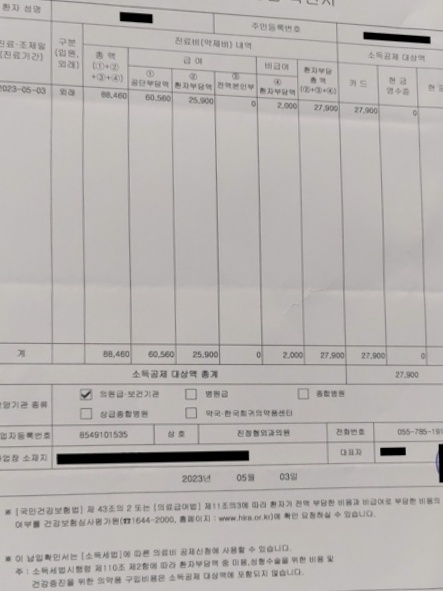 환자 성명
주민등록번호
진료·조제일
(진료기간)
구분
(입원,
외래)
진료비(약제비) 내역
소득공제 대상액
총 액
(①+②
+③+④)
급 여
비급여
환자부담
총 액
(②+③+④)
카 드
현 금
영수증
①
공단부담액
②
환자부담액
③
전액본인부
④
환자부담액
2023-05-03 외래 88,460 60,560 25,900 0 2,000 27,900 27,900 0
계 88,460 60,560 25,900 0 2,000 27,900 27,900 0
소득공제 대상액 총계 27,900
요양기관 종류
의원급·보건기관 병원급 종합병원
상급종합병원 약국·한국희귀의약품센터
업자등록번호 8549101535 상 호 진정형외과의원 전화번호 055-785-191
업장 소재지 대표자
2023년 05월 03일
※ [국민건강보험법] 제 43조의 2 또는 [의료급여법] 제11조의3에 따라 환자가 전액 부담한 비용과 비급여로 부담한 비용의
여부를 건강보험심사평가원(☎1644-2000, 홈페이지 : www.hira.or.kr)에 확인 요청하실 수 있습니다.
※ 이 납입확인서는 [소득세법]에 따른 의료비 공제신청에 사용할 수 있습니다.
주 : 소득세법시행령 제110조 제2항에 따라 환자부담액 중 미용,성형수술을 위한 비용 및
건강증진을 위한 의약품 구입비용은 소득공제 대상액에 포함되지 않습니다.